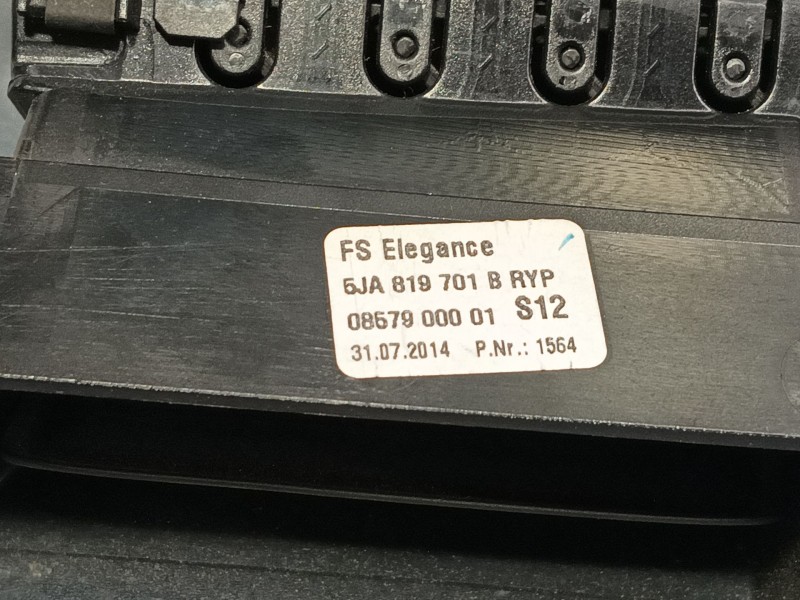 FS Elegance
5JA 819 701 B RYP
08579 000 01 S12
31.07.2014 P.Nr.: 1564